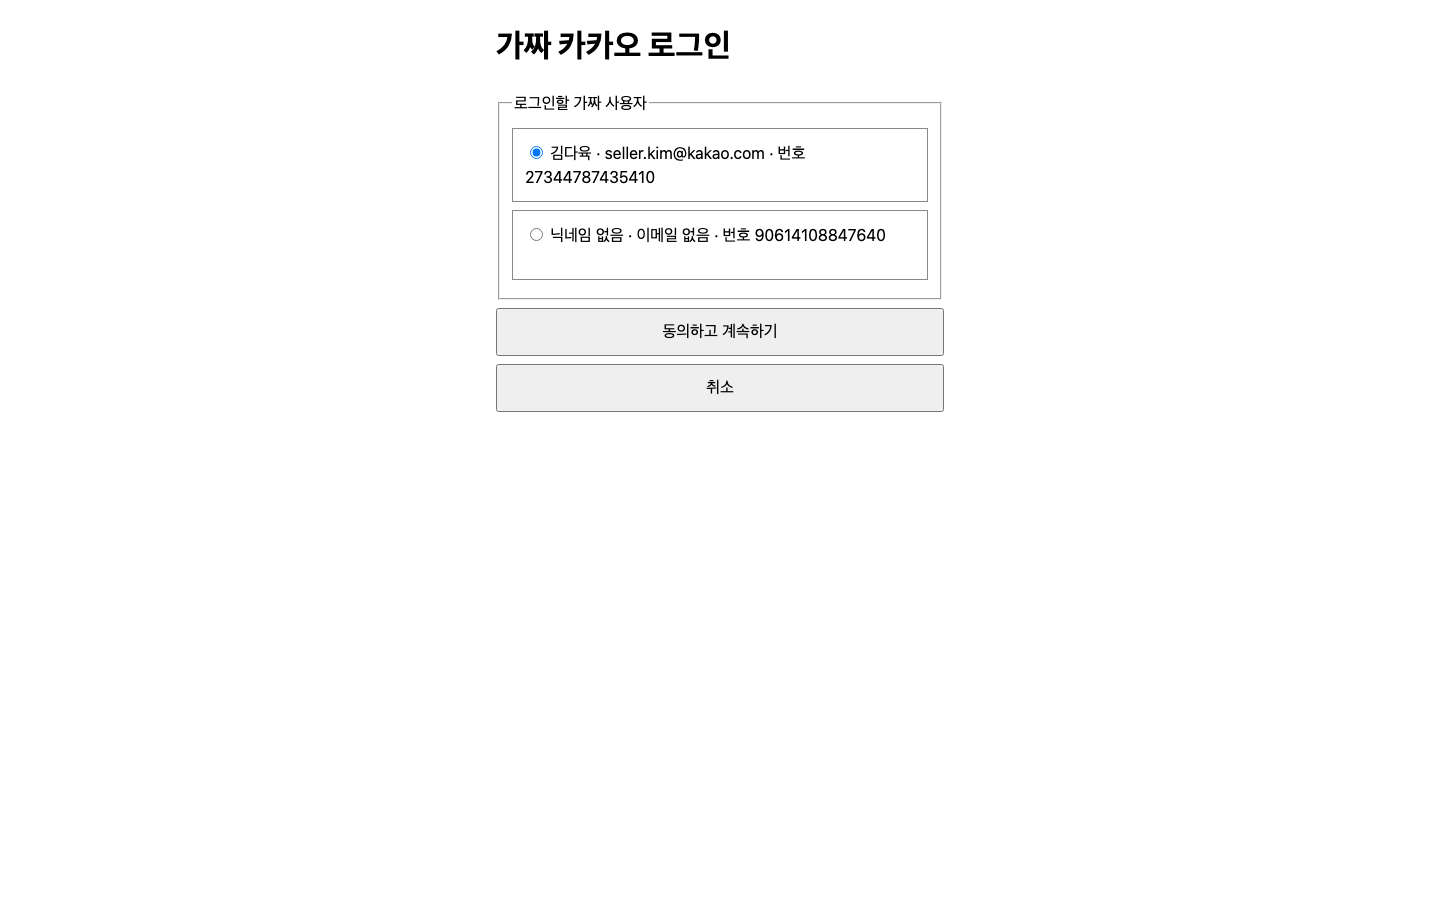 가짜 카카오 로그인
로그인할 가짜 사용자
김다육 · seller.kim@kakao.com · 번호
27344787435410
닉네임 없음 · 이메일 없음 · 번호 90614108847640
동의하고 계속하기
취소